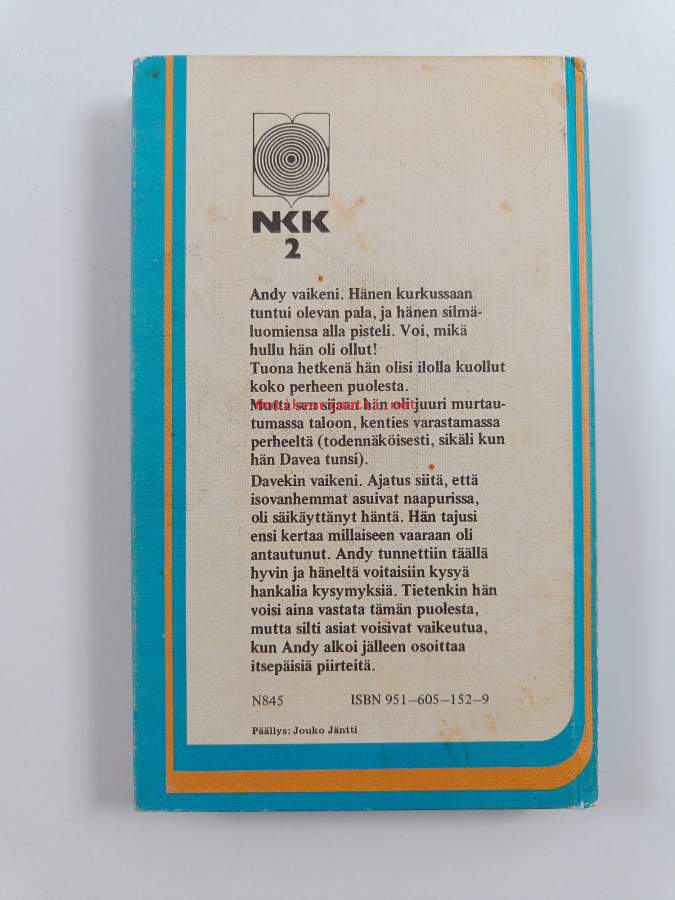 NKK
2
Andy vaikeni. Hänen kurkussaan
tuntui olevan pala, ja hänen silmä-
luomiensa alla pisteli. Voi, mikä
hullu hän oli ollut!
Tuona hetkenä hän olisi ilolla kuollut
koko perheen puolesta.
Mutta sen sijaan hän oli juuri murtau-
tumassa taloon, kenties varastamassa
perheeltä (todennäköisesti, sikäli kun
hän Davea tunsi).
Davekin vaikeni. Ajatus siitä, että
isovanhemmat asuivat naapurissa,
oli säikäyttänyt häntä. Hän tajusi
ensi kertaa millaiseen vaaraan oli
antautunut. Andy tunnettiin täällä
hyvin ja häneltä voitaisiin kysyä
hankalia kysymyksiä. Tietenkin hän
voisi aina vastata tämän puolesta,
mutta silti asiat voisivat vaikeutua,
kun Andy alkoi jälleen osoittaa
itsepäisiä piirteitä.
N845 ISBN 951–605–152–9
Päällys: Jouko Jäntti